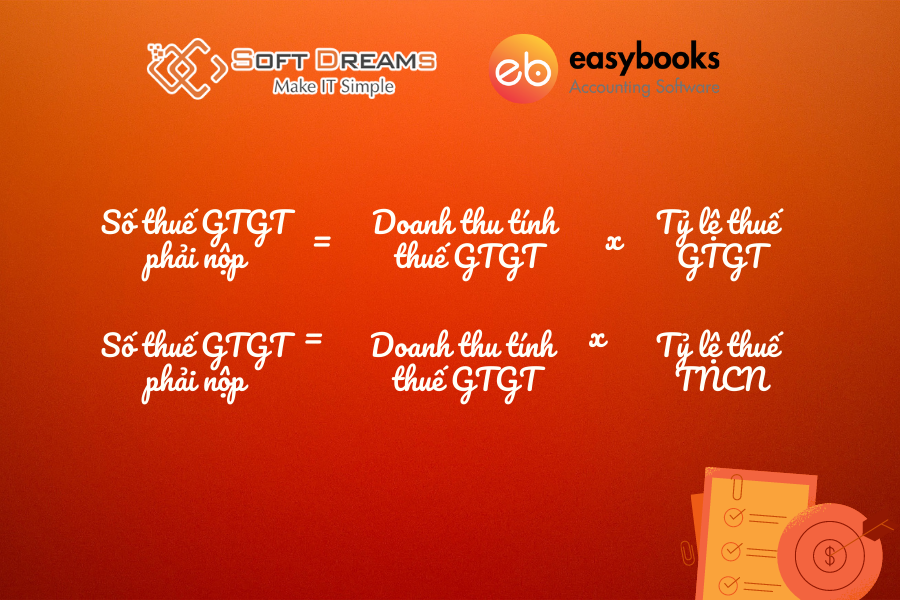 SOFT DREAMS
Make IT Simple
eb
easybooks
Accounting Software
Số thuế GTGT
phải nộp
=
Doanh thu tính
thuế GTGT
x
Tỷ lệ thuế
GTGT
Số thuế GTGT
phải nộp
=
Doanh thu tính
thuế GTGT
x
Tỷ lệ thuế
TNCN
$